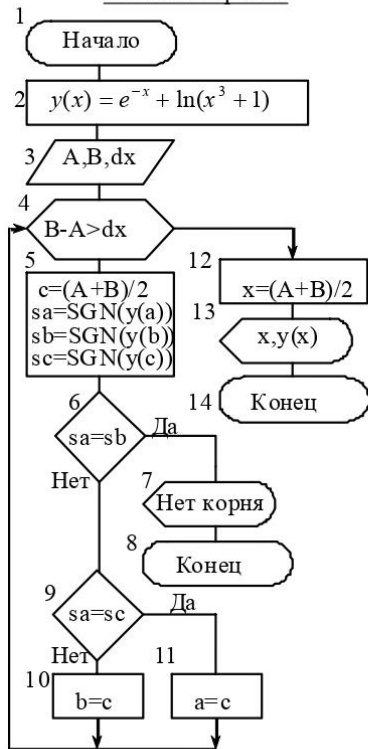 1
Начало
2
y(x) = e^{-x} + ln(x^3 + 1)
3
A,B,dx
4
B-A>dx
5
c=(A+B)/2
sa=SGN(y(a))
sb=SGN(y(b))
sc=SGN(y(c))
12
x=(A+B)/2
13
x,y(x)
14
Конец
6
sa=sb
Да
Нет
7
Нет корня
8
Конец
9
sa=sc
Да
Нет
10
b=c
11
a=c